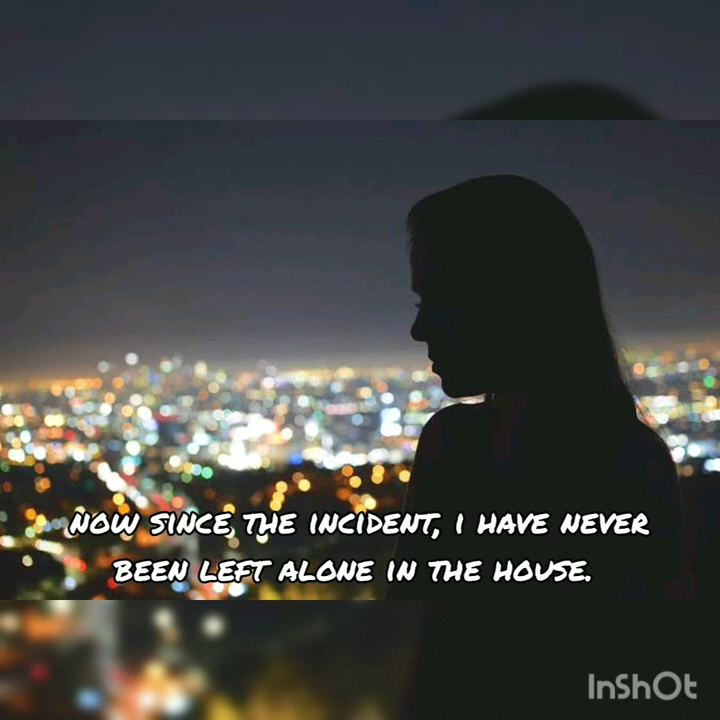 NOW SINCE THE INCIDENT, I HAVE NEVER
BEEN LEFT ALONE IN THE HOUSE.
InShOt